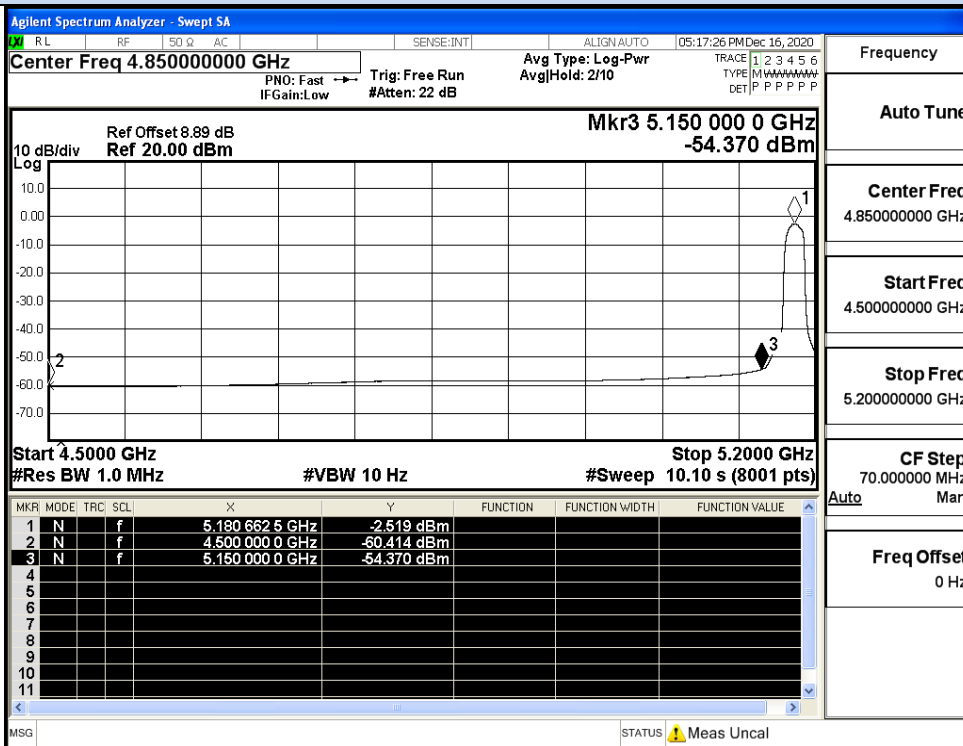 Agilent Spectrum Analyzer - Swept SA
LXI RL RF 50 Ω AC SENSE:INT ALIGN AUTO 05:17:26 PM Dec 16, 2020
Center Freq 4.850000000 GHz
PNO: Fast
IFGain:Low
Trig: Free Run
#Atten: 22 dB
Avg Type: Log-Pwr
Avg|Hold: 2/10
TRACE 1 2 3 4 5 6
TYPE M
DET P P P P P P
Ref Offset 8.89 dB
10 dB/div Ref 20.00 dBm
Log
Mkr3 5.150 000 0 GHz
-54.370 dBm
10.0
0.00
-10.0
-20.0
-30.0
-40.0
-50.0
-60.0
-70.0
1
2
3
Start 4.5000 GHz Stop 5.2000 GHz
#Res BW 1.0 MHz #VBW 10 Hz #Sweep 10.10 s (8001 pts)
MKR MODE TRC SCL X Y FUNCTION FUNCTION WIDTH FUNCTION VALUE
1 N f 5.180 662 5 GHz -2.519 dBm
2 N f 4.500 000 0 GHz -60.414 dBm
3 N f 5.150 000 0 GHz -54.370 dBm
4
5
6
7
8
9
10
11
MSG STATUS Meas Uncal
Frequency
Auto Tune
Center Freq
4.850000000 GHz
Start Freq
4.500000000 GHz
Stop Freq
5.200000000 GHz
CF Step
70.000000 MHz
Auto Man
Freq Offset
0 Hz